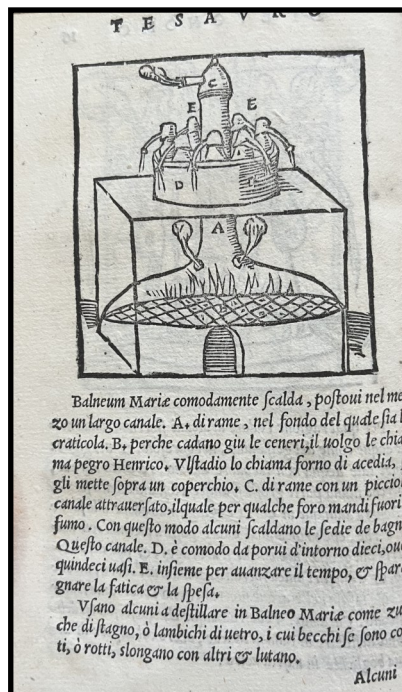 TESAVRO
C
E E
D
A
Balneum Mariæ comodamente ſcalda, poſtoui nel me
zo un largo canale. A. di rame, nel fondo del quale ſia
craticola. B. perche cadano giu le ceneri, il uolgo le chia
ma pegro Henrico. Vlſtadio lo chiama forno di acedia,
gli mette ſopra un coperchio. C. di rame con un piccio
canale attrauerſato, ilquale per qualche foro mandi fuori
fumo. Con queſto modo alcuni ſcaldano le ſedie de bagn
Queſto canale. D. è comodo da porui d'intorno dieci, oue
quindeci uaſi. E. inſieme per auanzare il tempo, & ſpar
gnare la fatica & la ſpeſa.
Vſano alcuni a deſtillare in Balneo Mariæ come zu
che di ſtagno, ò lambichi di uetro, i cui becchi ſe ſono co
ti, ò rotti, slongano con altri & lutano.
Alcuni